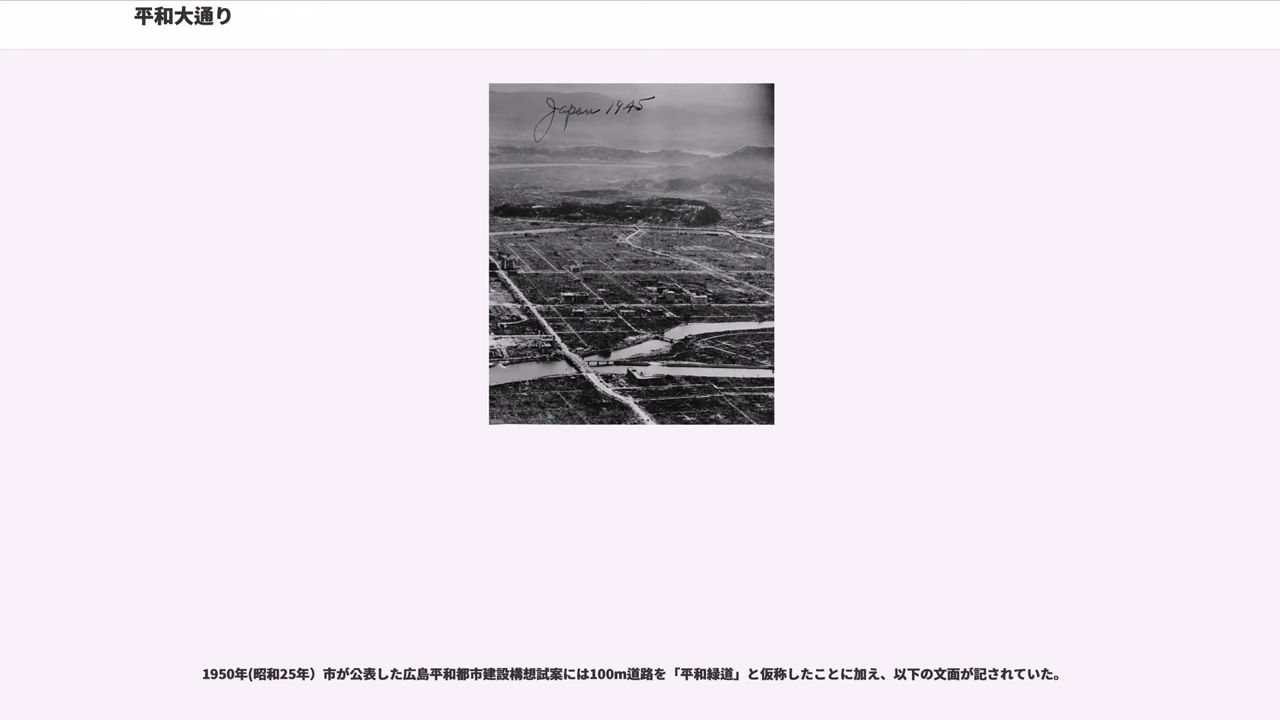 平和大通り
Japan 1945
1950年(昭和25年）市が公表した広島平和都市建設構想試案には100m道路を「平和緑道」と仮称したことに加え、以下の文面が記されていた。